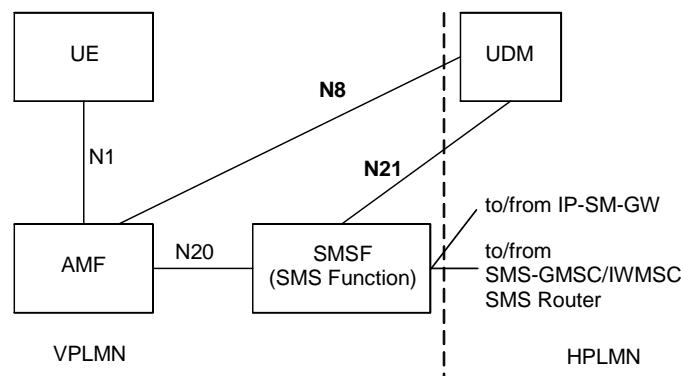 UE
UDM
N8
N1
N21
to/from IP-SM-GW
AMF
N20
SMSF
(SMS Function)
to/from
SMS-GMSC/IWMSC
SMS Router
VPLMN
HPLMN